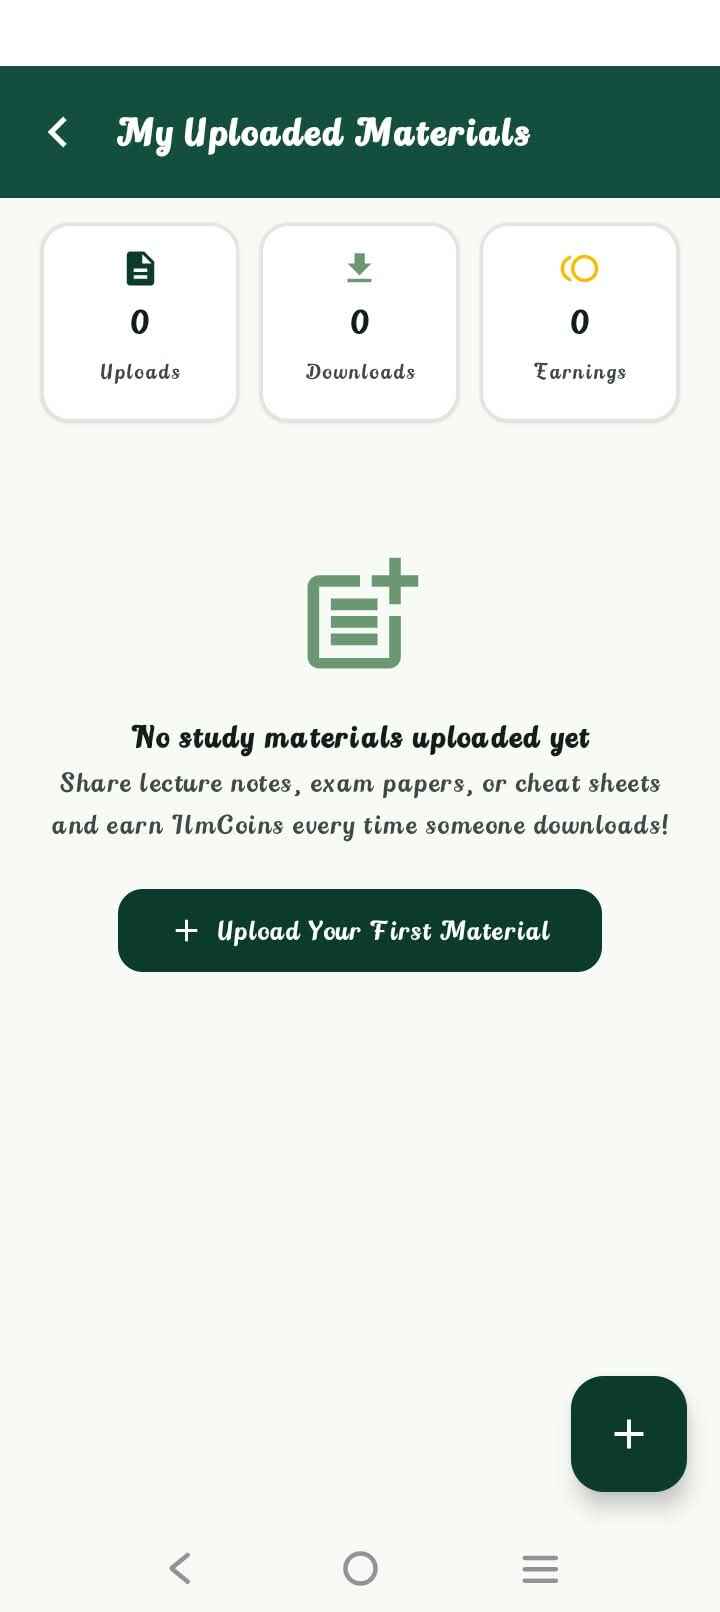 My Uploaded Materials
0
Uploads
0
Downloads
0
Earnings
No study materials uploaded yet
Share lecture notes, exam papers, or cheat sheets
and earn IlmCoins every time someone downloads!
+ Upload Your First Material
+